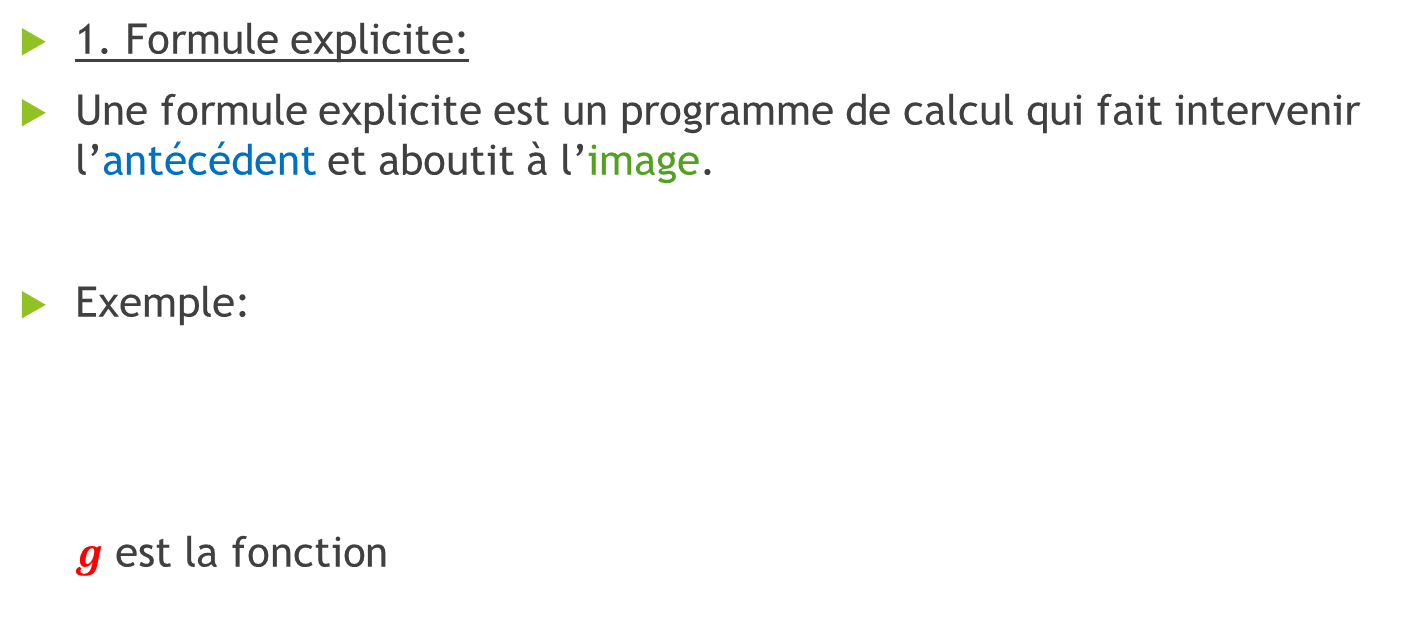 1. Formule explicite:
Une formule explicite est un programme de calcul qui fait intervenir
l’antécédent et aboutit à l’image.
Exemple:
g est la fonction